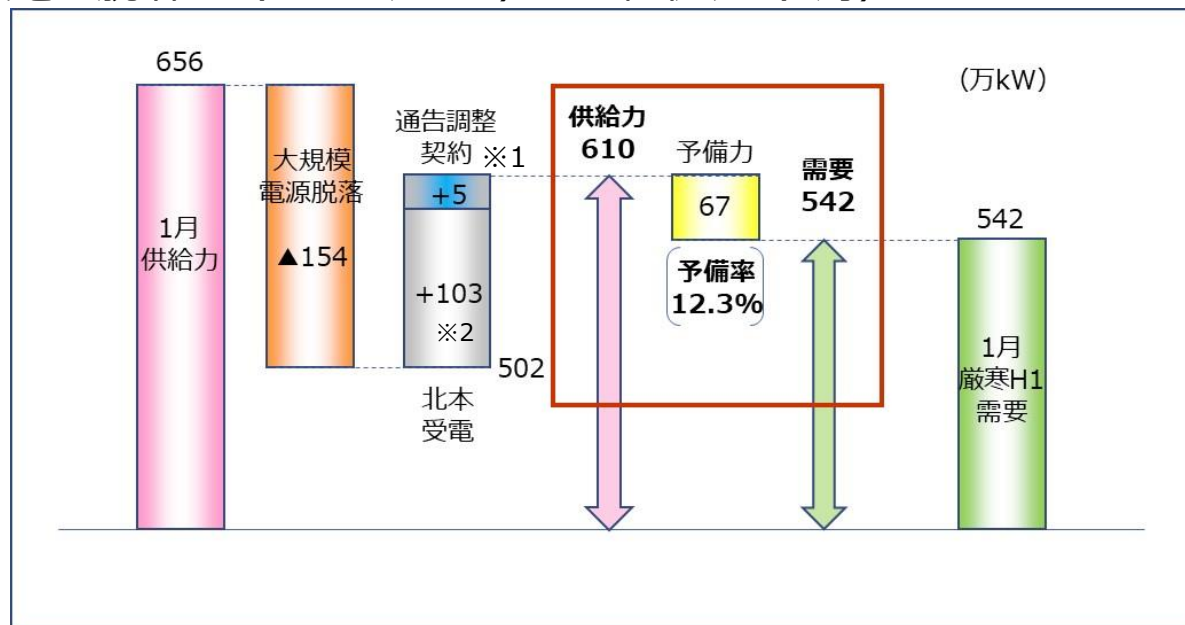 656
(万kW)
1月
供給力
大規模
電源脱落
▲154
通告調整
契約 ※1
+5
+103
※2
502
北本
受電
供給力
610
予備力
67
予備率
12.3%
需要
542
542
1月
厳寒H1
需要